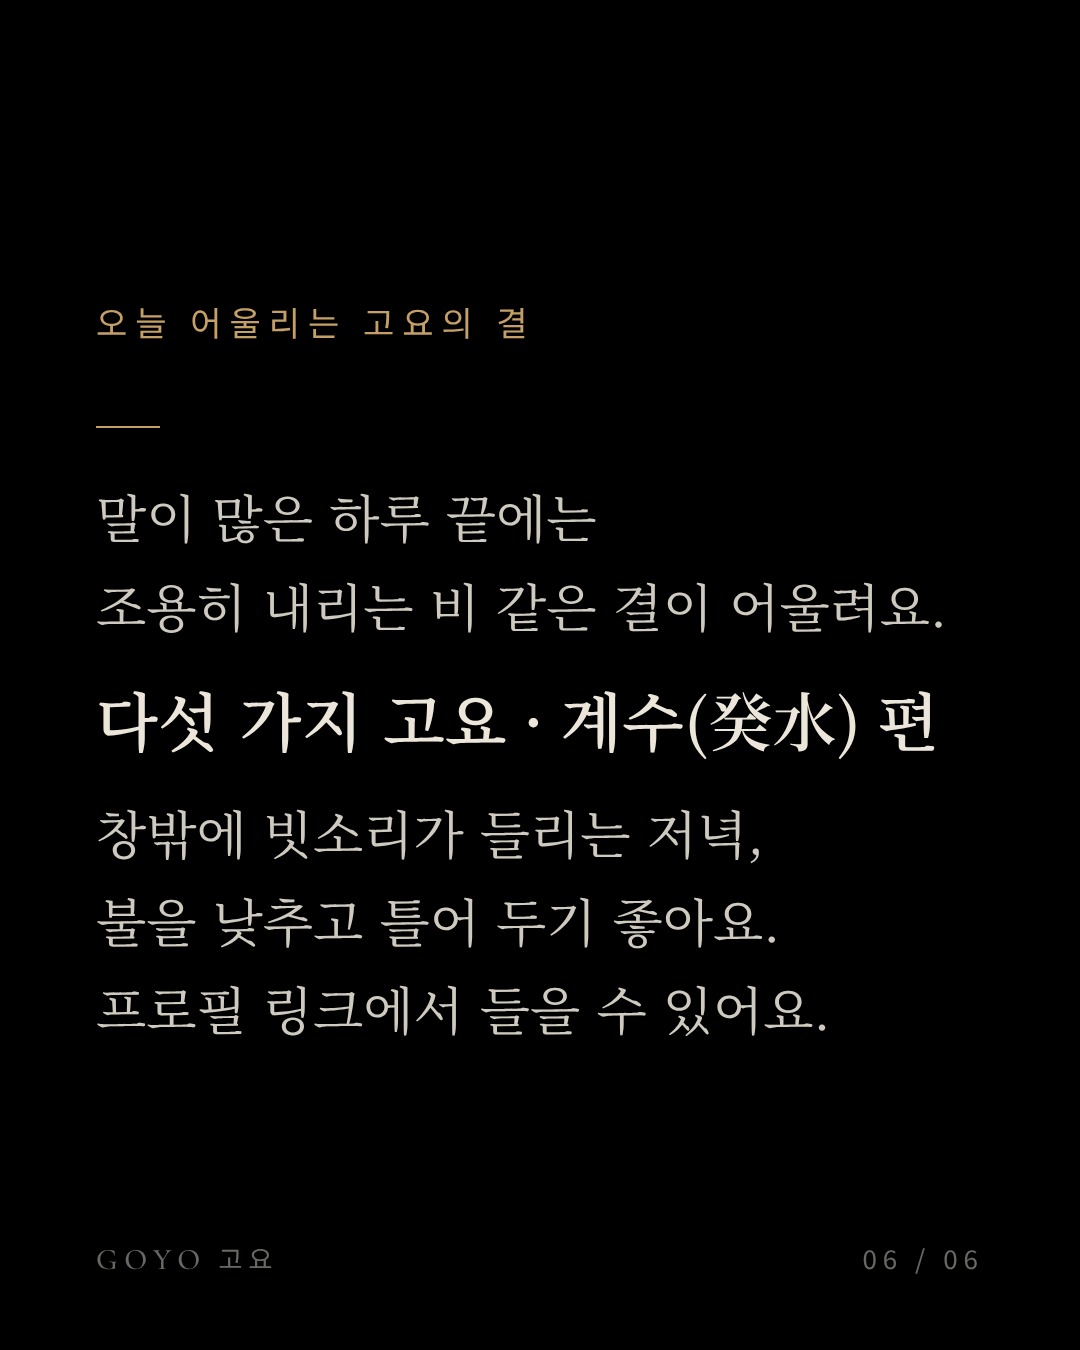 오늘 어울리는 고요의 결
말이 많은 하루 끝에는
조용히 내리는 비 같은 결이 어울려요.
다섯 가지 고요 · 계수(癸水) 편
창밖에 빗소리가 들리는 저녁,
불을 낮추고 틀어 두기 좋아요.
프로필 링크에서 들을 수 있어요.
GOYO 고요
06 / 06